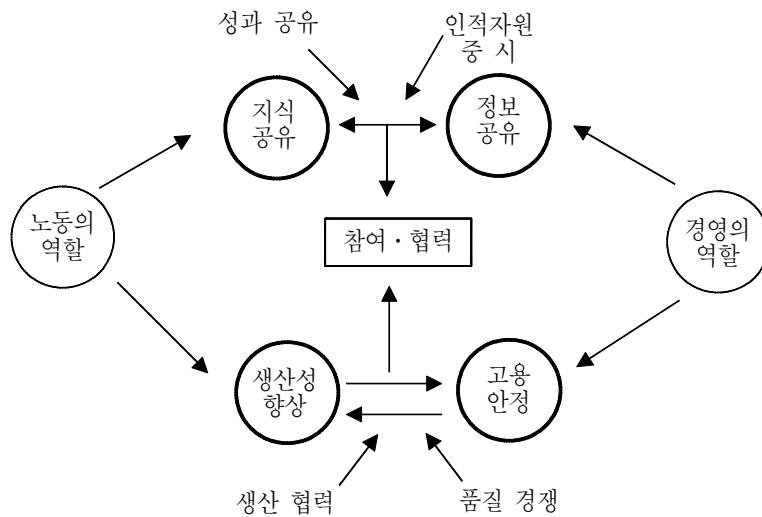 성과 공유
인적자원
중 시
지식
공유
정보
공유
노동의
역할
참여·협력
경영의
역할
생산성
향상
고용
안정
생산 협력
품질 경쟁